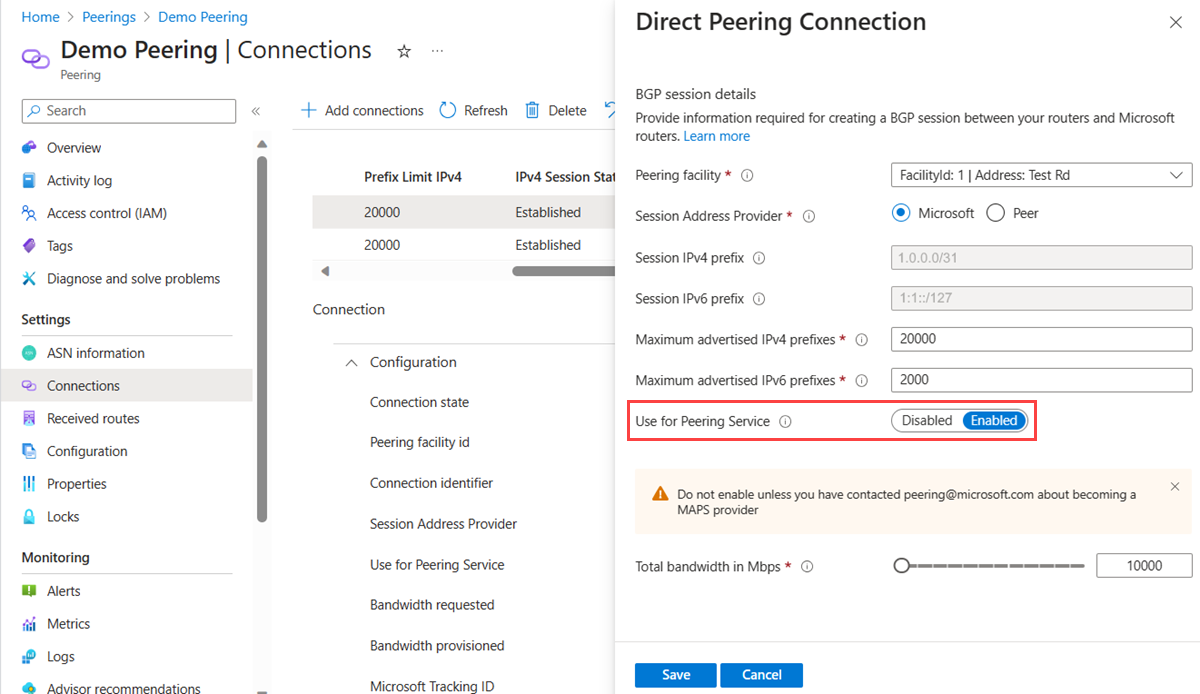 Home > Peerings > Demo Peering
Demo Peering | Connections
Peering
Search
Overview
Activity log
Access control (IAM)
Tags
Diagnose and solve problems
Settings
ASN information
Connections
Received routes
Configuration
Properties
Locks
Monitoring
Alerts
Metrics
Logs
Advisor recommendations
Add connections Refresh Delete
Prefix Limit IPv4 IPv4 Session Stat
20000 Established
20000 Established
Connection
Configuration
Connection state
Peering facility id
Connection identifier
Session Address Provider
Use for Peering Service
Bandwidth requested
Bandwidth provisioned
Microsoft Tracking ID
Direct Peering Connection
BGP session details
Provide information required for creating a BGP session between your routers and Microsoft
routers. Learn more
Peering facility * FacilityId: 1 | Address: Test Rd
Session Address Provider * Microsoft Peer
Session IPv4 prefix 1.0.0.0/31
Session IPv6 prefix 1:1::/127
Maximum advertised IPv4 prefixes * 20000
Maximum advertised IPv6 prefixes * 2000
Use for Peering Service Disabled Enabled
Do not enable unless you have contacted peering@microsoft.com about becoming a
MAPS provider
Total bandwidth in Mbps * 10000
Save Cancel